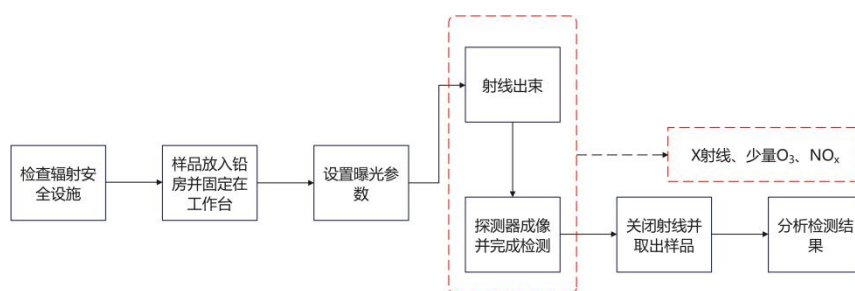 检查辐射安
全设施
样品放入铅
房并固定在
工作台
设置曝光参
数
射线出束
探测器成像
并完成检测
X射线、少量O₃、NOₓ
关闭射线并
取出样品
分析检测结
果